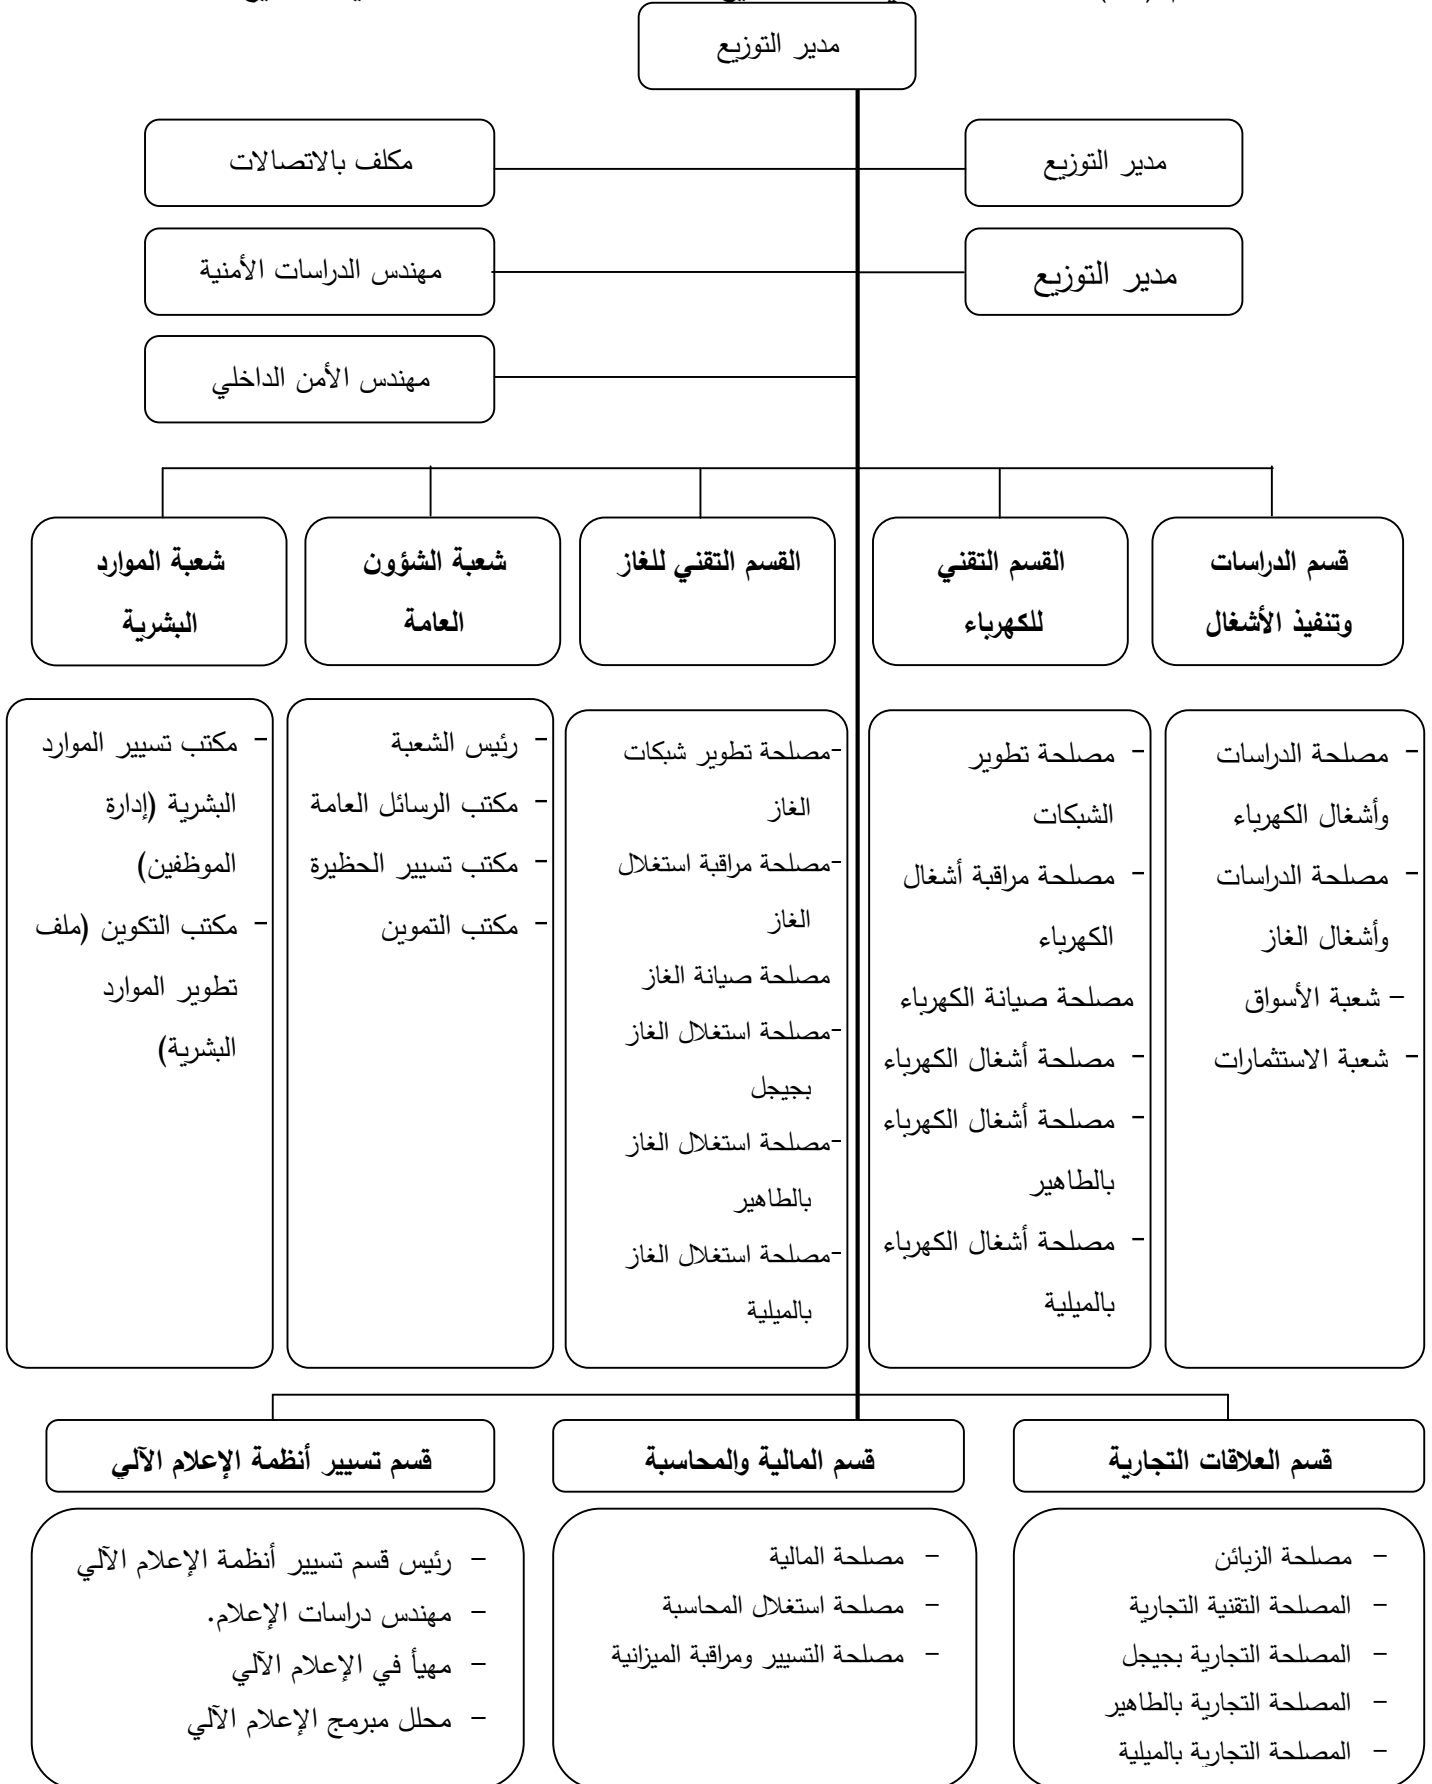 مدير التوزيع
مدير التوزيع
مكلف بالاتصالات
مدير التوزيع
مهندس الدراسات الأمنية
مهندس الأمن الداخلي
قسم الدراسات
وتنفيذ الأشغال
القسم التقني
للكهرباء
القسم التقني للغاز
شعبة الشؤون
العامة
شعبة الموارد
البشرية
- مصلحة الدراسات
وأشغال الكهرباء
- مصلحة الدراسات
وأشغال الغاز
- شعبة الأسواق
- شعبة الاستثمارات
- مصلحة تطوير
الشبكات
- مصلحة مراقبة أشغال
الكهرباء
مصلحة صيانة الكهرباء
- مصلحة أشغال الكهرباء
- مصلحة أشغال الكهرباء
بالطاهير
- مصلحة أشغال الكهرباء
بالميلية
-مصلحة تطوير شبكات
الغاز
-مصلحة مراقبة استغلال
الغاز
مصلحة صيانة الغاز
-مصلحة استغلال الغاز
بجيجل
-مصلحة استغلال الغاز
بالطاهير
-مصلحة استغلال الغاز
بالميلية
- رئيس الشعبة
- مكتب الرسائل العامة
- مكتب تسيير الحظيرة
- مكتب التموين
- مكتب تسيير الموارد
البشرية (إدارة
الموظفين)
- مكتب التكوين (ملف
تطوير الموارد
البشرية)
قسم العلاقات التجارية
قسم المالية والمحاسبة
قسم تسيير أنظمة الإعلام الآلي
- مصلحة الزبائن
- المصلحة التقنية التجارية
- المصلحة التجارية بجيجل
- المصلحة التجارية بالطاهير
- المصلحة التجارية بالميلية
- مصلحة المالية
- مصلحة استغلال المحاسبة
- مصلحة التسيير ومراقبة الميزانية
- رئيس قسم تسيير أنظمة الإعلام الآلي
- مهندس دراسات الإعلام.
- مهيأ في الإعلام الآلي
- محلل مبرمج الإعلام الآلي